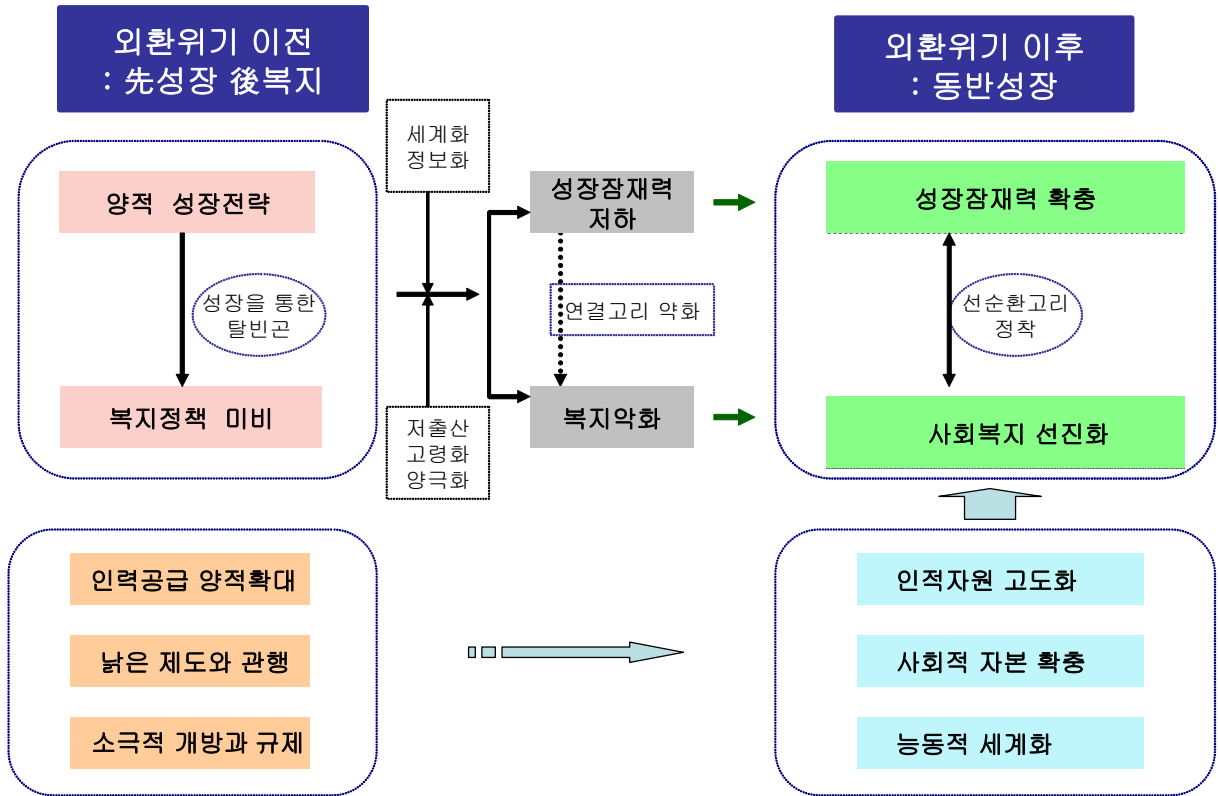 외환위기 이전
: 先성장 後복지
외환위기 이후
: 동반성장
세계화
정보화
양적 성장전략
성장을 통한
탈빈곤
복지정책 미비
성장잠재력
저하
연결고리 약화
복지악화
저출산
고령화
양극화
성장잠재력 확충
선순환고리
정착
사회복지 선진화
인력공급 양적확대
낡은 제도와 관행
소극적 개방과 규제
인적자원 고도화
사회적 자본 확충
능동적 세계화